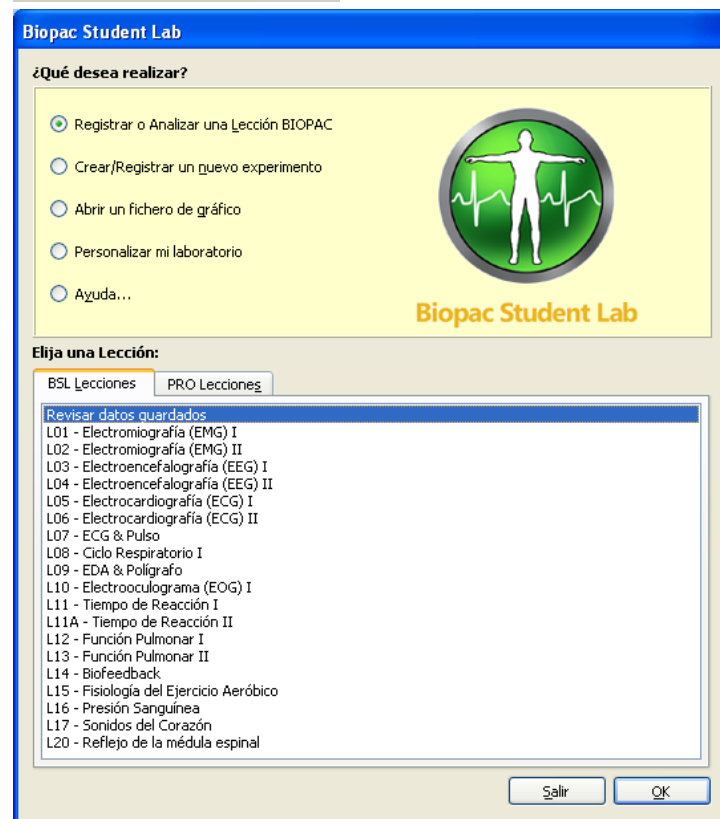 Biopac Student Lab
¿Qué desea realizar?
Registrar o Analizar una Lección BIOPAC
Crear/Registrar un nuevo experimento
Abrir un fichero de gráfico
Personalizar mi laboratorio
Ayuda...
Biopac Student Lab
Elija una Lección:
BSL Lecciones PRO Lecciones
Revisar datos guardados
L01 - Electromiografía (EMG) I
L02 - Electromiografía (EMG) II
L03 - Electroencefalografía (EEG) I
L04 - Electroencefalografía (EEG) II
L05 - Electrocardiografía (ECG) I
L06 - Electrocardiografía (ECG) II
L07 - ECG & Pulso
L08 - Ciclo Respiratorio I
L09 - EDA & Polígrafo
L10 - Electrooculograma (EOG) I
L11 - Tiempo de Reacción I
L11A - Tiempo de Reacción II
L12 - Función Pulmonar I
L13 - Función Pulmonar II
L14 - Biofeedback
L15 - Fisiología del Ejercicio Aeróbico
L16 - Presión Sanguínea
L17 - Sonidos del Corazón
L20 - Reflejo de la médula espinal
Salir OK